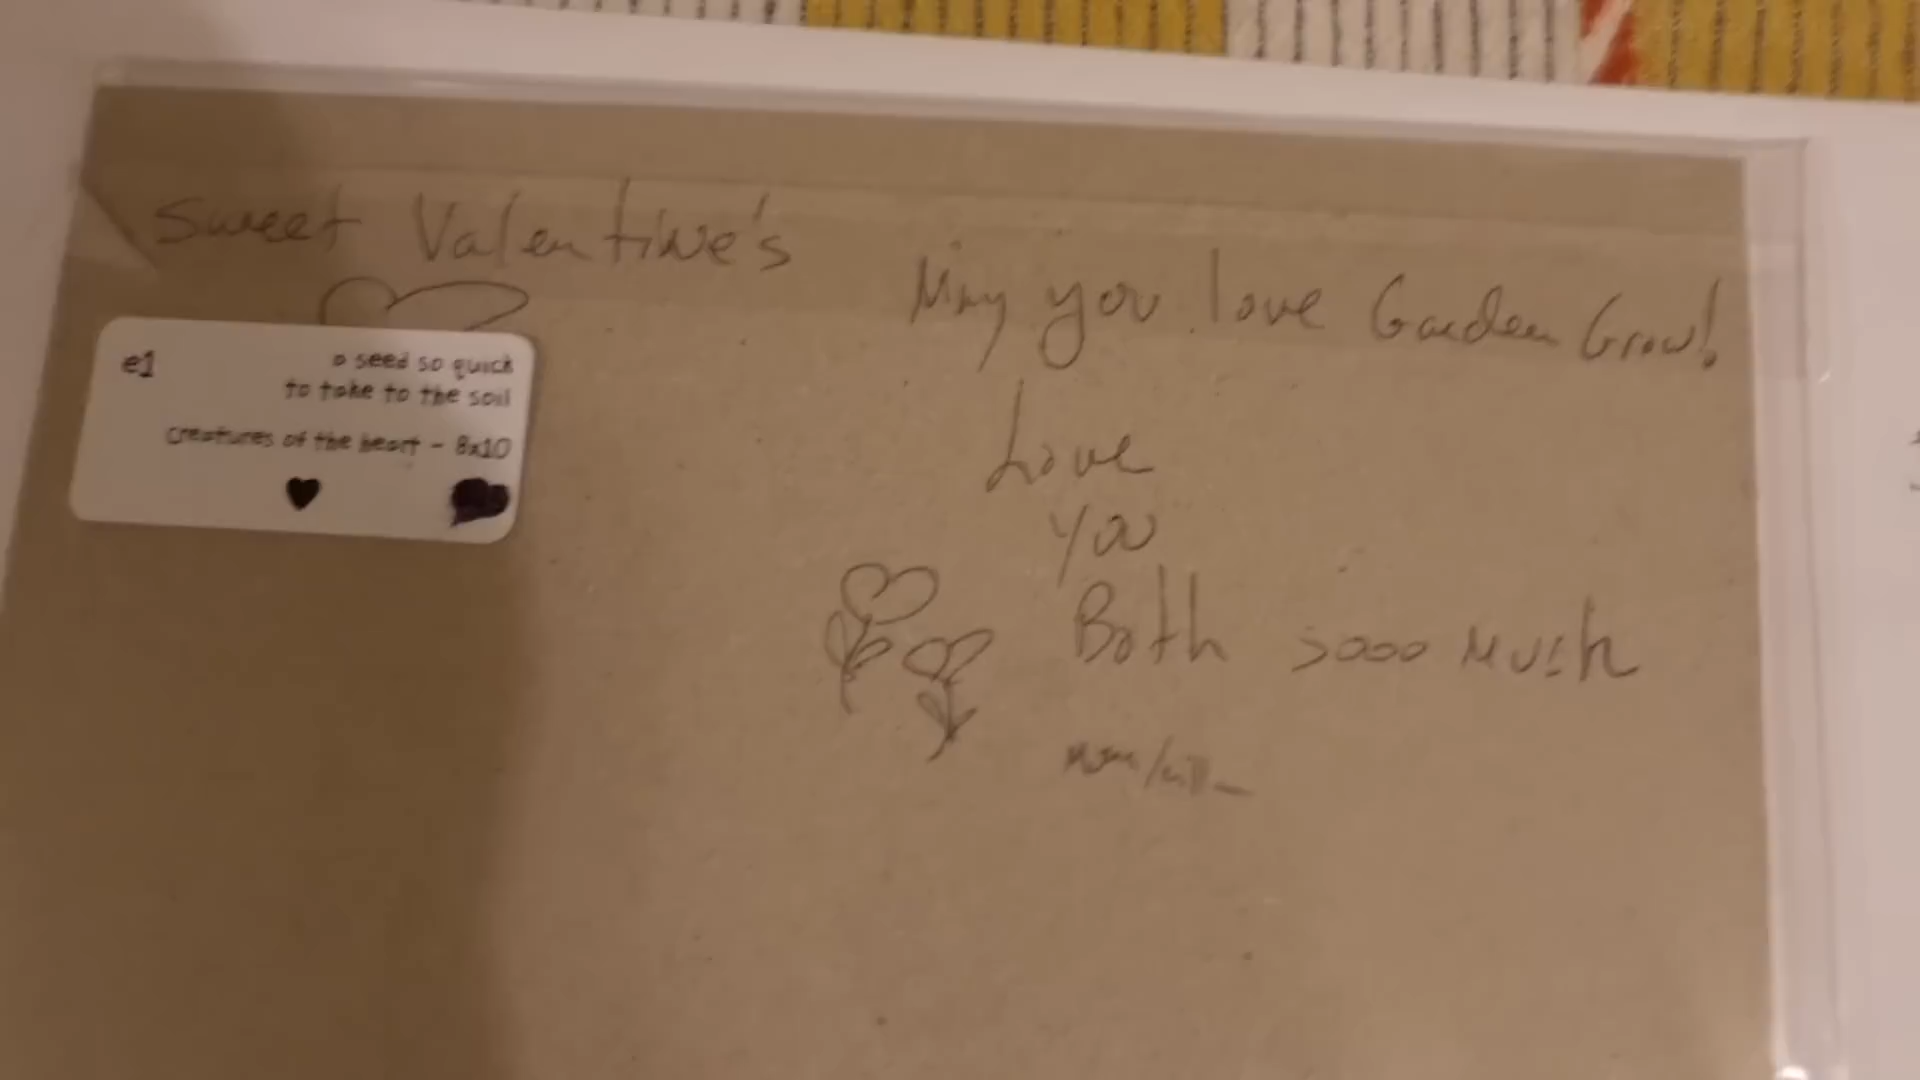 Sweet Valentine's
May you love Garden Grow!
Love
you
Both sooo Much
e1
a seed so quick
to take to the soil
creatures of the heart - 8x10